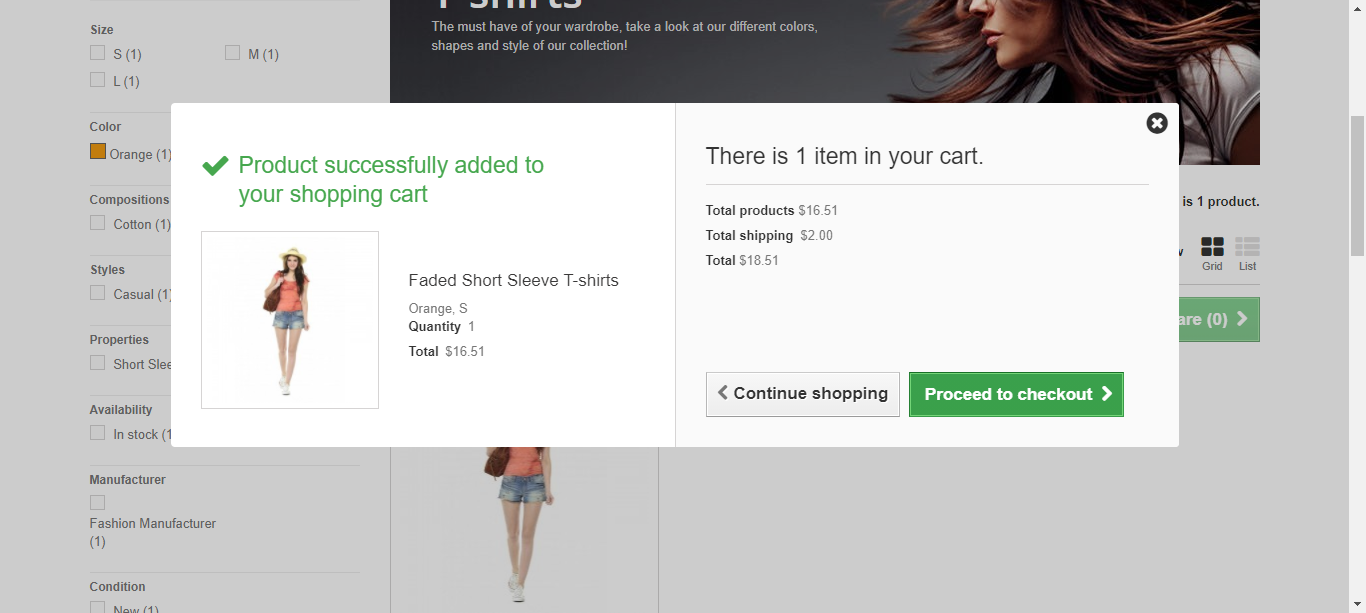 T-shirts
The must have of your wardrobe, take a look at our different colors,
shapes and style of our collection!
Size
S (1)
M (1)
L (1)
Color
Orange (1)
Compositions
Cotton (1)
Styles
Casual (1)
Properties
Short Slee
Availability
In stock (1
Manufacturer
Fashion Manufacturer
(1)
Condition
New (1)
Product successfully added to
your shopping cart
Faded Short Sleeve T-shirts
Orange, S
Quantity 1
Total $16.51
There is 1 item in your cart.
Total products $16.51
Total shipping $2.00
Total $18.51
Continue shopping
Proceed to checkout
is 1 product.
Grid
List
are (0)